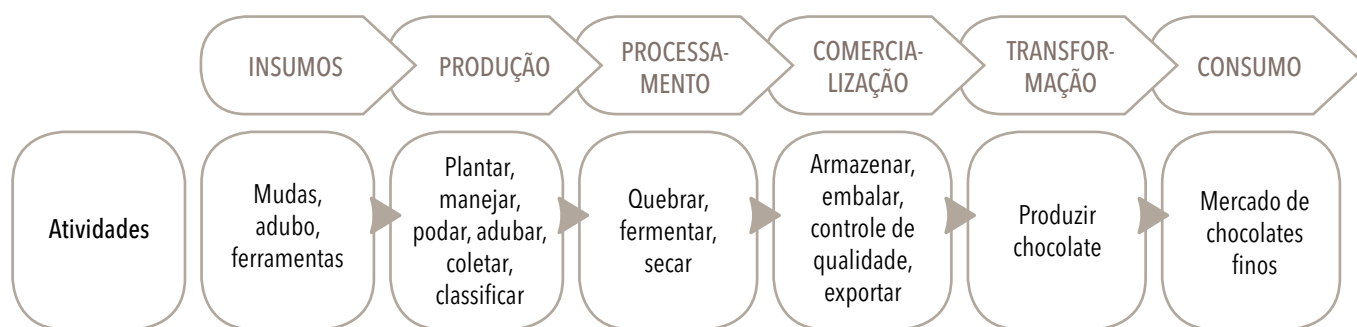 INSUMOS
PRODUÇÃO
PROCESSA-
MENTO
COMERCIA-
LIZAÇÃO
TRANSFOR-
MAÇÃO
CONSUMO
Atividades
Mudas,
adubo,
ferramentas
Plantar,
manejar,
podar, adubar,
coletar,
classificar
Quebrar,
fermentar,
secar
Armazenar,
embalar,
controle de
qualidade,
exportar
Produzir
chocolate
Mercado de
chocolates
finos